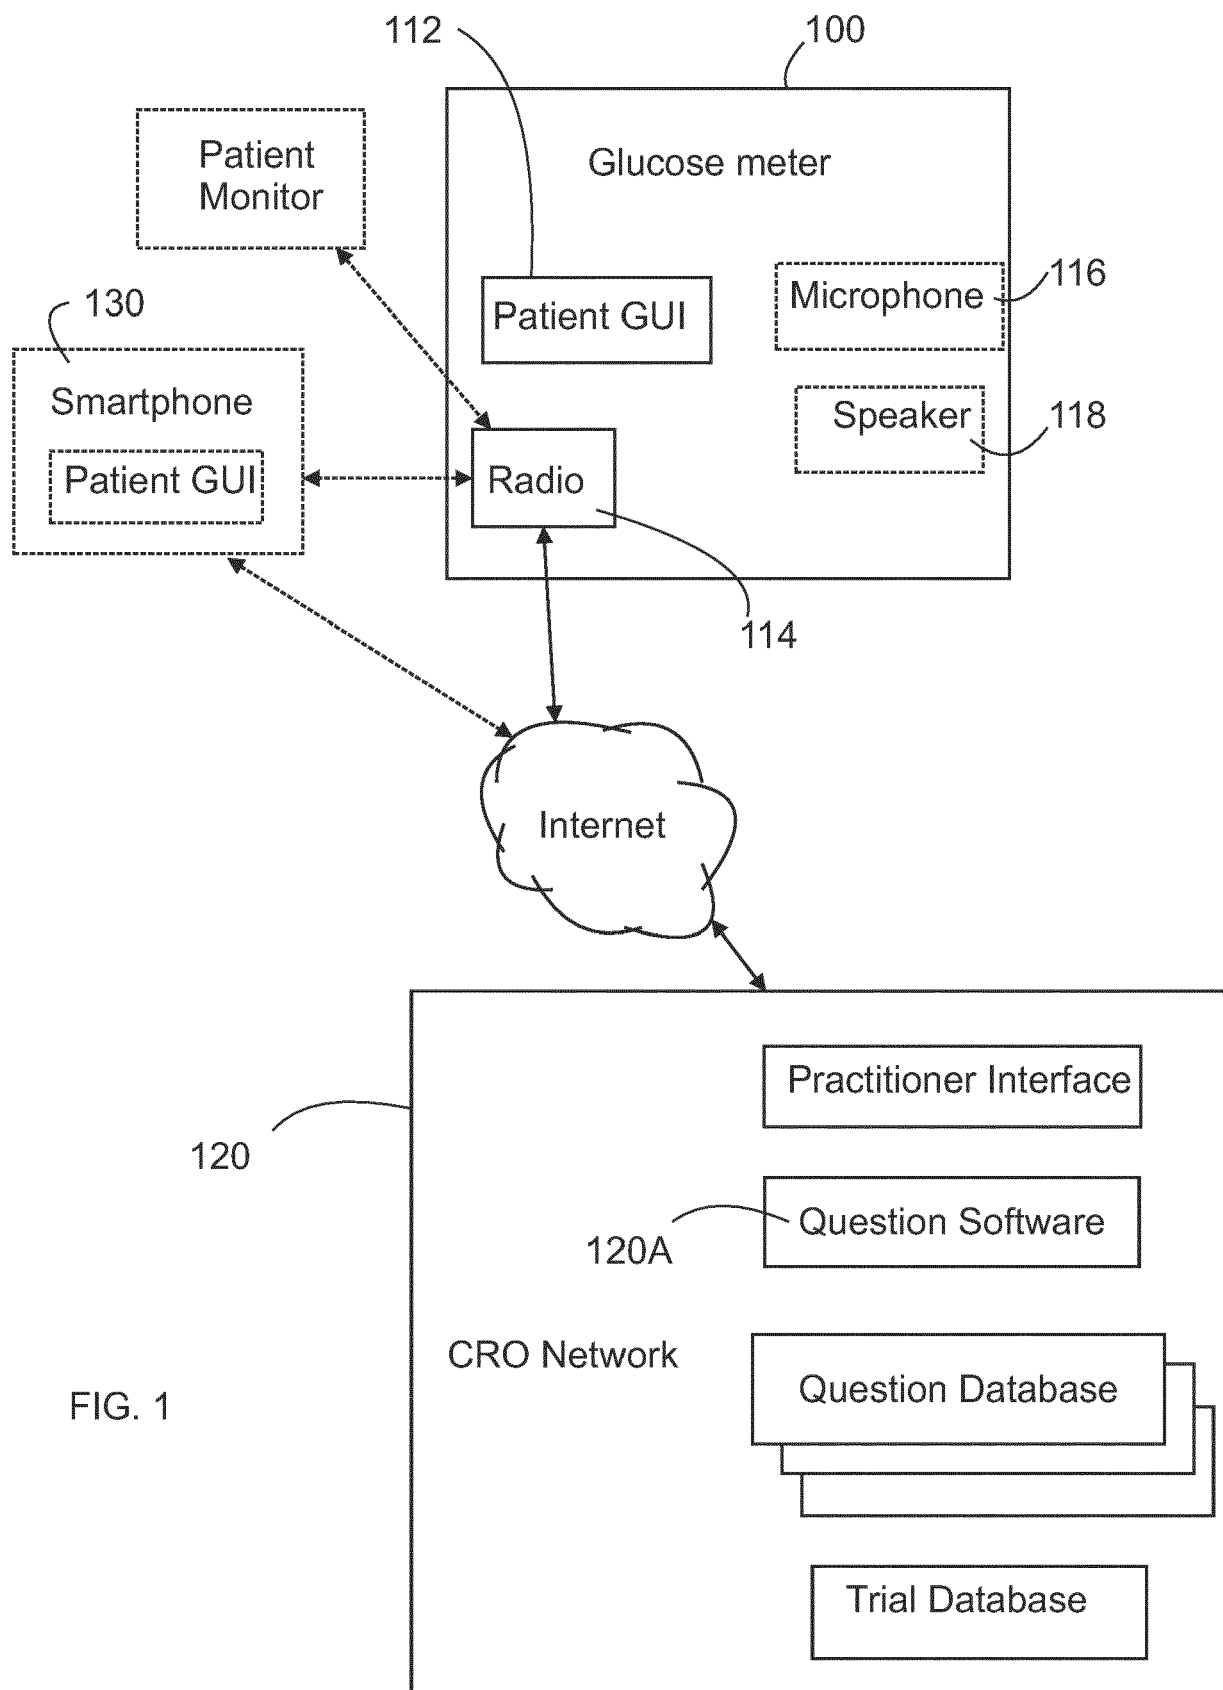 112
100
Patient
Monitor
Glucose meter
116
Microphone
130
Patient GUI
Smartphone
Speaker
118
Patient GUI
Radio
114
Internet
Practitioner Interface
120
Question Software
120A
CRO Network
Question Database
FIG. 1
Trial Database